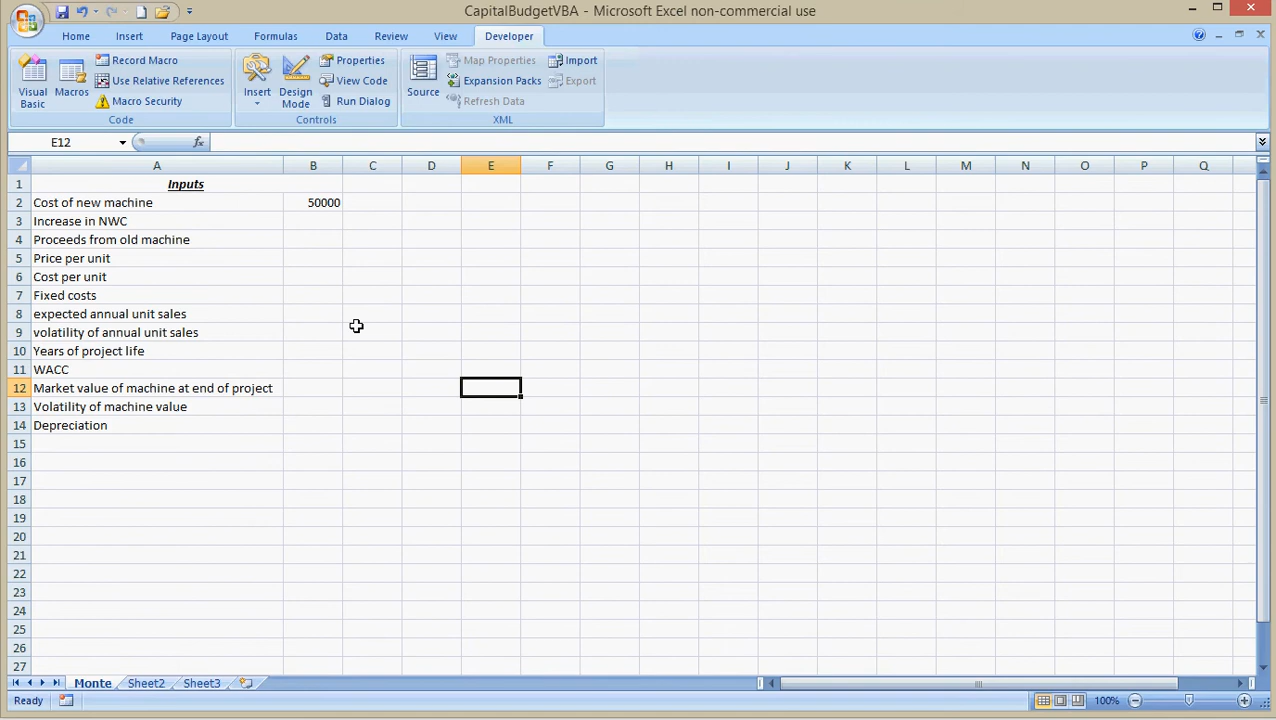 CapitalBudgetVBA - Microsoft Excel non-commercial use
Home Insert Page Layout Formulas Data Review View Developer
Visual Basic
Macros
Record Macro
Use Relative References
Macro Security
Code
Insert
Design Mode
Properties
View Code
Run Dialog
Controls
Source
Map Properties
Expansion Packs
Refresh Data
Import
Export
XML
E12 fx
A B C D E F G H I J K L M N O P Q
1 Inputs
2 Cost of new machine 50000
3 Increase in NWC
4 Proceeds from old machine
5 Price per unit
6 Cost per unit
7 Fixed costs
8 expected annual unit sales
9 volatility of annual unit sales
10 Years of project life
11 WACC
12 Market value of machine at end of project
13 Volatility of machine value
14 Depreciation
15
16
17
18
19
20
21
22
23
24
25
26
27
Monte Sheet2 Sheet3
Ready 100%